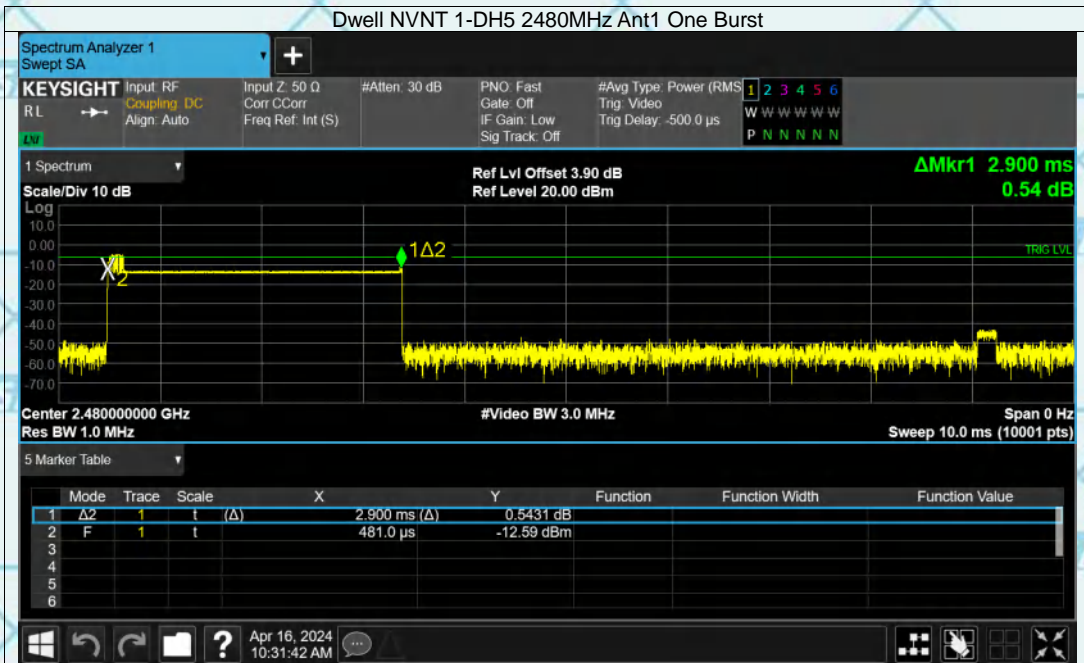 Dwell NVNT 1-DH5 2480MHz Ant1 One Burst
Spectrum Analyzer 1
Swept SA
+
KEYSIGHT
RL
LNI
Input: RF
Coupling: DC
Align: Auto
Input Z: 50 Ω
Corr CCorr
Freq Ref: Int (S)
#Atten: 30 dB
PNO: Fast
Gate: Off
IF Gain: Low
Sig Track: Off
#Avg Type: Power (RMS
Trig: Video
Trig Delay: -500.0 µs
1 2 3 4 5 6
W W W W W W
P N N N N N
1 Spectrum
Scale/Div 10 dB
Ref Lvl Offset 3.90 dB
Ref Level 20.00 dBm
ΔMkr1 2.900 ms
0.54 dB
Log
10.0
0.00
-10.0
-20.0
-30.0
-40.0
-50.0
-60.0
-70.0
X2
1Δ2
TRIG LVL
Center 2.480000000 GHz
Res BW 1.0 MHz
#Video BW 3.0 MHz
Span 0 Hz
Sweep 10.0 ms (10001 pts)
5 Marker Table
Mode Trace Scale X Y Function Function Width Function Value
1 Δ2 1 t (Δ) 2.900 ms (Δ) 0.5431 dB
2 F 1 t 481.0 µs -12.59 dBm
3
4
5
6
?
Apr 16, 2024
10:31:42 AM